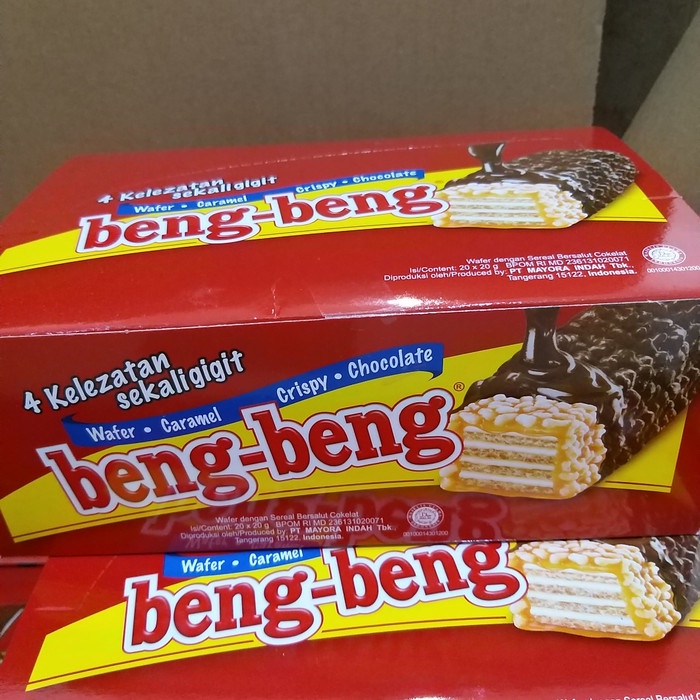 4 Kelezatan
sekaligigit
Wafer • Caramel Crispy • Chocolate
beng-beng
Wafer dengan Sereal Bersalut Cokelat
Isi/Content: 20 x 20 g BPOM RI MD 236131020071
Diproduksi oleh/Produced by: PT MAYORA INDAH Tbk.,
Tangerang 15122, Indonesia.
4 Kelezatan
sekaligigit
Wafer • Caramel Crispy • Chocolate
beng-beng®
Wafer dengan Sereal Bersalut Cokelat
Isi/Content: 20 x 20 g BPOM RI MD 236131020071
Diproduksi oleh/Produced by: PT MAYORA INDAH Tbk.,
Tangerang 15122, Indonesia.
00100014301200
Wafer • Caramel
beng-beng